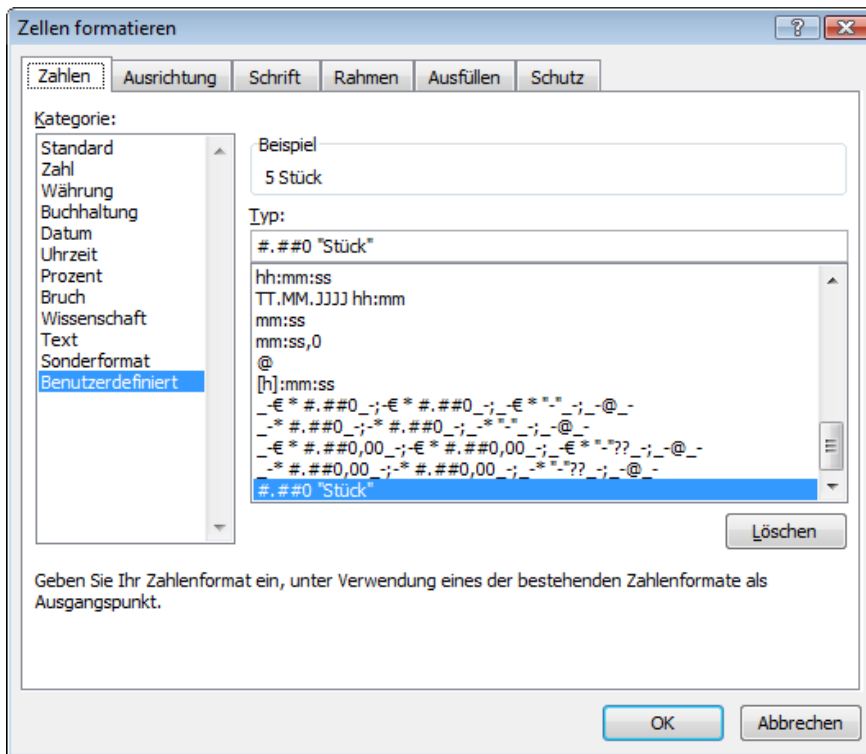 Zellen formatieren
Zahlen Ausrichtung Schrift Rahmen Ausfüllen Schutz
Kategorie:
Standard
Zahl
Währung
Buchhaltung
Datum
Uhrzeit
Prozent
Bruch
Wissenschaft
Text
Sonderformat
Benutzerdefiniert
Beispiel
5 Stück
Typ:
#.##0 "Stück"
hh:mm:ss
TT.MM.JJJJ hh:mm
mm:ss
mm:ss,0
@
[h]:mm:ss
_-€ * #.##0_-;-€ * #.##0_-;_-€ * "-"_-;_-@_-
_-* #.##0_-;-* #.##0_-;_-* "-"_-;_-@_-
_-€ * #.##0,00_-;-€ * #.##0,00_-;_-€ * "-"??_-;_-@_-
_-* #.##0,00_-;-* #.##0,00_-;_-* "-"??_-;_-@_-
#.##0 "Stück"
Löschen
Geben Sie Ihr Zahlenformat ein, unter Verwendung eines der bestehenden Zahlenformate als
Ausgangspunkt.
OK Abbrechen